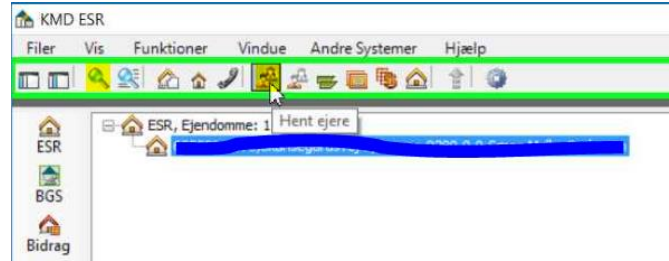 KMD ESR
Filer Vis Funktioner Vindue Andre Systemer Hjælp
Hent ejere
ESR, Ejendomme: 1
ESR
BGS
Bidrag